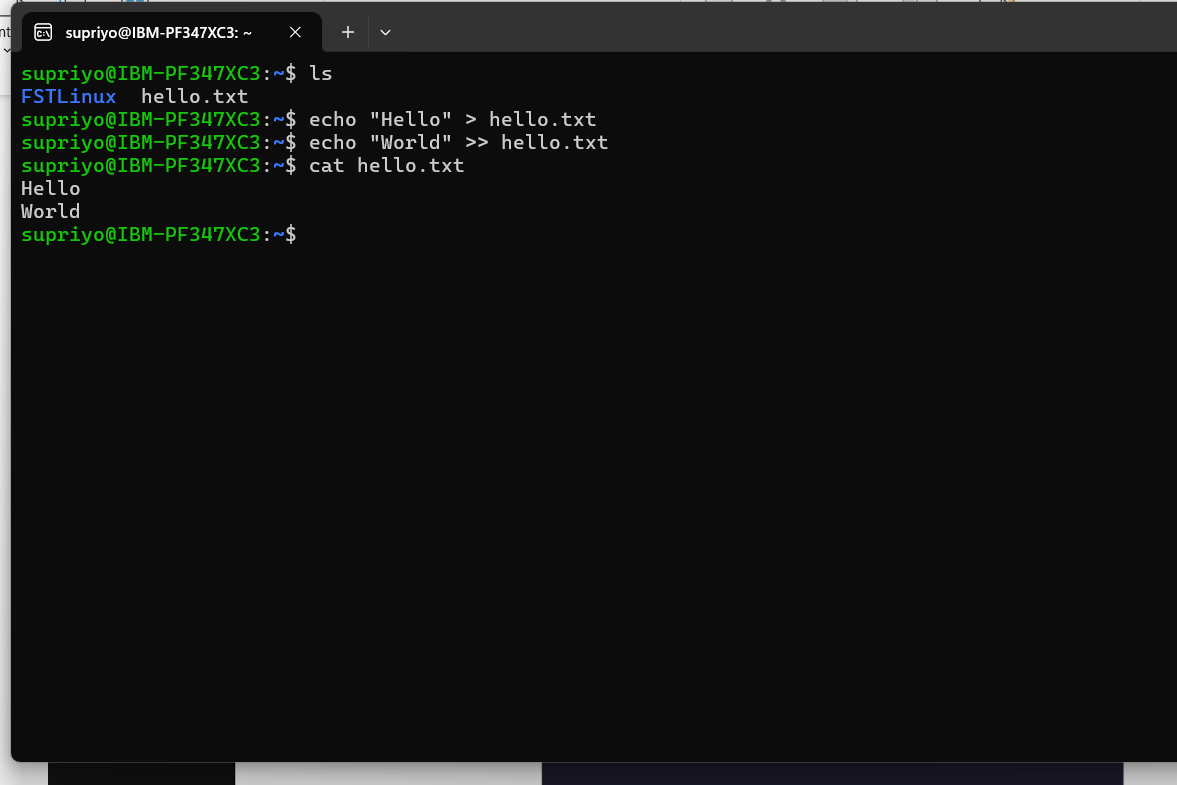 supriyo@IBM-PF347XC3: ~
supriyo@IBM-PF347XC3:~$ ls
FSTLinux  hello.txt
supriyo@IBM-PF347XC3:~$ echo "Hello" > hello.txt
supriyo@IBM-PF347XC3:~$ echo "World" >> hello.txt
supriyo@IBM-PF347XC3:~$ cat hello.txt
Hello
World
supriyo@IBM-PF347XC3:~$